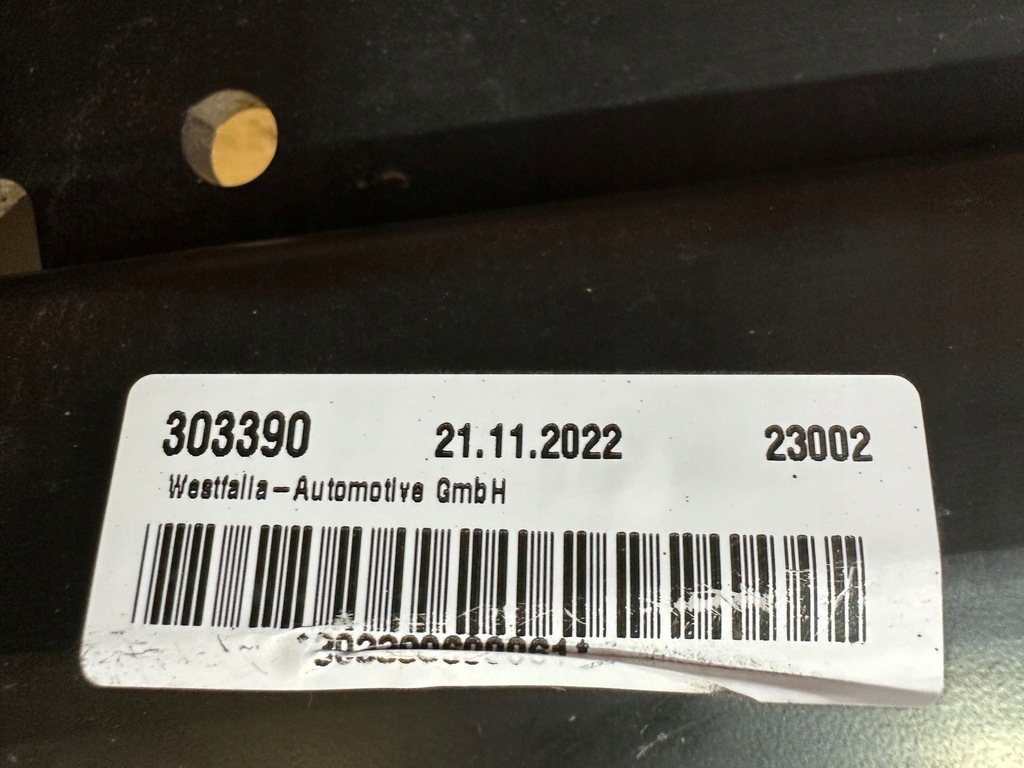 303390 21.11.2022 23002
Westfalia-Automotive GmbH